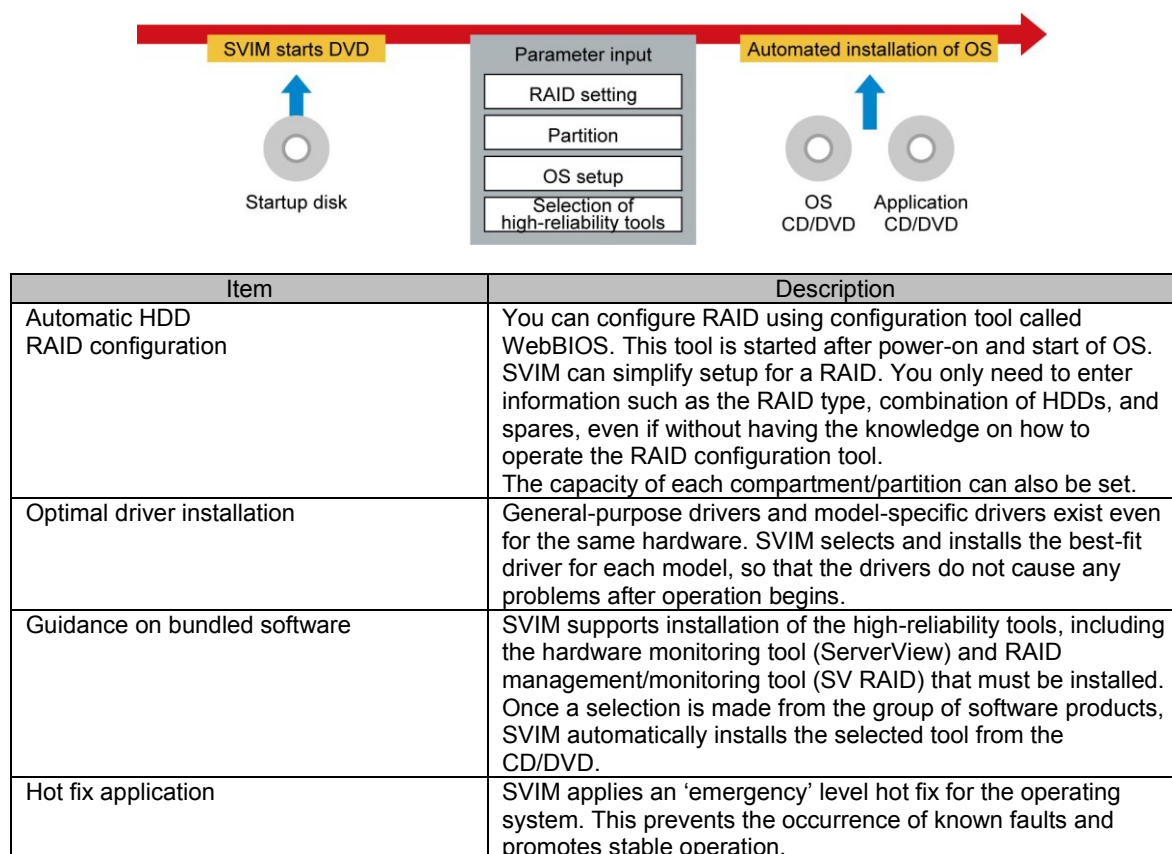 SVIM starts DVD
Parameter input
Automated installation of OS
RAID setting
Partition
OS setup
Selection of
high-reliability tools
Startup disk
OS
CD/DVD
Application
CD/DVD
Item
Description
Automatic HDD
RAID configuration
You can configure RAID using configuration tool called
WebBIOS. This tool is started after power-on and start of OS.
SVIM can simplify setup for a RAID. You only need to enter
information such as the RAID type, combination of HDDs, and
spares, even if without having the knowledge on how to
operate the RAID configuration tool.
The capacity of each compartment/partition can also be set.
Optimal driver installation
General-purpose drivers and model-specific drivers exist even
for the same hardware. SVIM selects and installs the best-fit
driver for each model, so that the drivers do not cause any
problems after operation begins.
Guidance on bundled software
SVIM supports installation of the high-reliability tools, including
the hardware monitoring tool (ServerView) and RAID
management/monitoring tool (SV RAID) that must be installed.
Once a selection is made from the group of software products,
SVIM automatically installs the selected tool from the
CD/DVD.
Hot fix application
SVIM applies an ‘emergency’ level hot fix for the operating
system. This prevents the occurrence of known faults and
promotes stable operation.